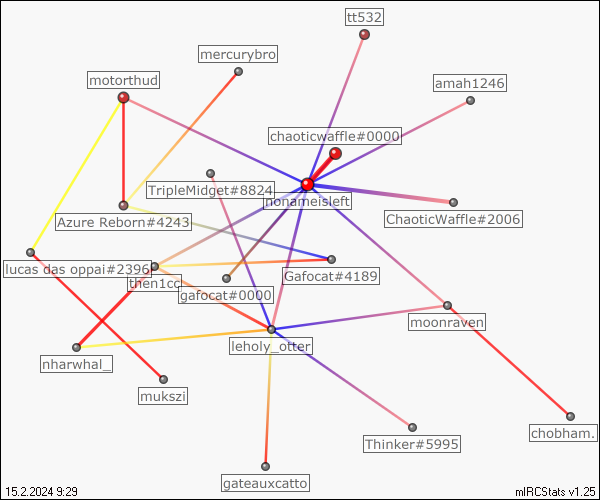 tt532
mercurybro
motorthud
amah1246
chaoticwaffle#0000
TripleMidget#8824
nonameisleft
ChaoticWaffle#2006
Azure Reborn#4243
lucas das oppai#2396
then1cc
Gafocat#4189
gafocat#0000
moonraven
leholy_otter
nharwhal_
mukszi
chobham.
Thinker#5995
gateauxcatto
15.2.2024 9:29
mIRCStats v1.25